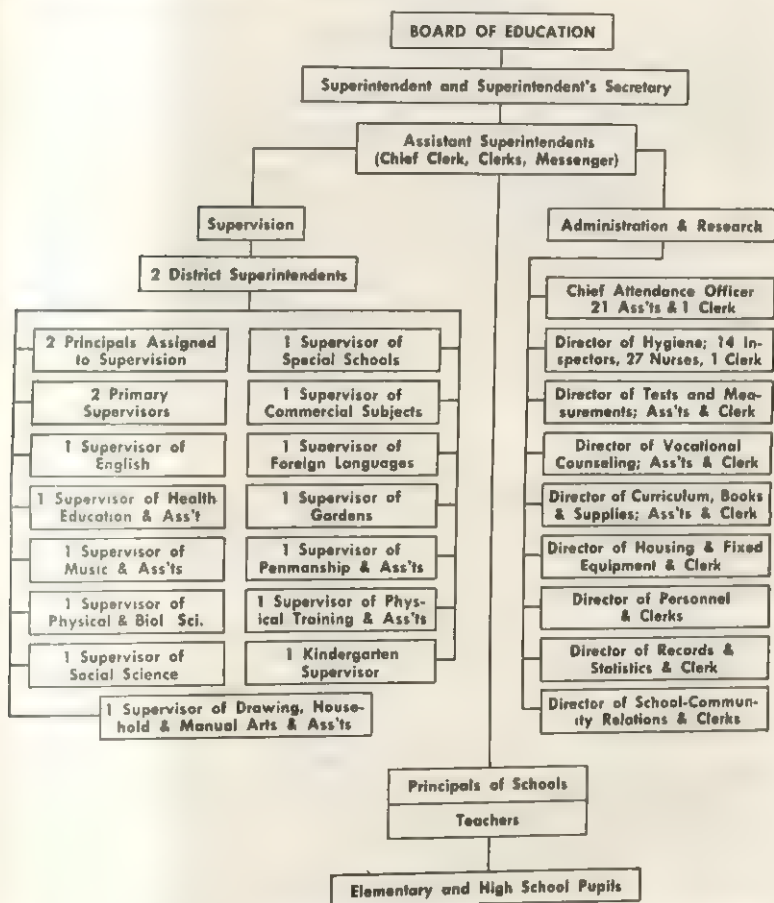 BOARD OF EDUCATION
Superintendent and Superintendent's Secretary
Assistant Superintendents
(Chief Clerk, Clerks, Messenger)
Supervision
2 District Superintendents
2 Principals Assigned
to Supervision
2 Primary
Supervisors
1 Supervisor of
English
1 Supervisor of Health
Education & Ass't
1 Supervisor of
Music & Ass'ts
1 Supervisor of
Physical & Biol Sci.
1 Supervisor of
Social Science
1 Supervisor of
Special Schools
1 Supervisor of
Commercial Subjects
1 Supervisor of
Foreign Languages
1 Supervisor of
Gardens
1 Supervisor of
Penmanship & Ass'ts
1 Supervisor of Phys-
ical Training & Ass'ts
1 Kindergarten
Supervisor
1 Supervisor of Drawing, House-
hold & Manual Arts & Ass'ts
Administration & Research
Chief Attendance Officer
21 Ass'ts & 1 Clerk
Director of Hygiene; 14 In-
spectors, 27 Nurses, 1 Clerk
Director of Tests and Mea-
surements; Ass'ts & Clerk
Director of Vocational
Counseling; Ass'ts & Clerk
Director of Curriculum, Books
& Supplies; Ass'ts & Clerk
Director of Housing & Fixed
Equipment & Clerk
Director of Personnel
& Clerks
Director of Records &
Statistics & Clerk
Director of School-Commun-
ity Relations & Clerks
Principals of Schools
Teachers
Elementary and High School Pupils